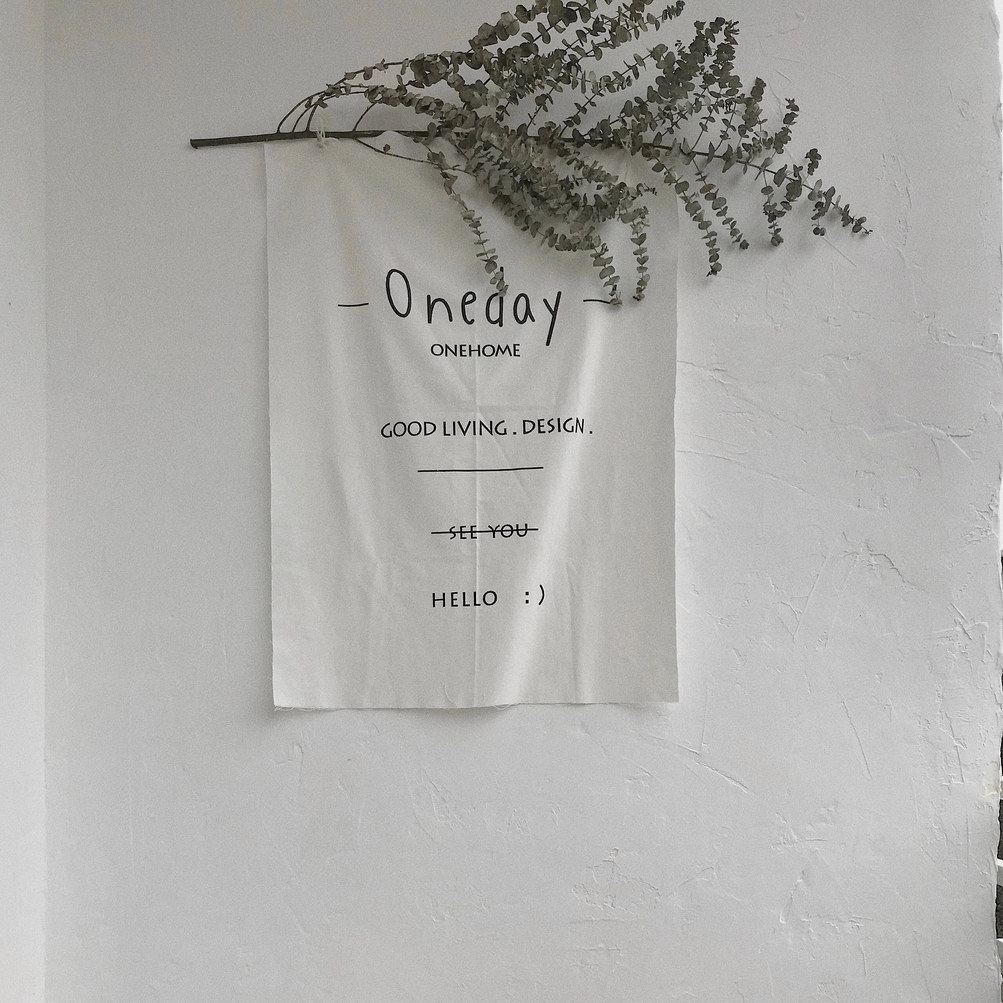 — Oneday —
ONEHOME
GOOD LIVING . DESIGN .
SEE YOU
HELLO :)